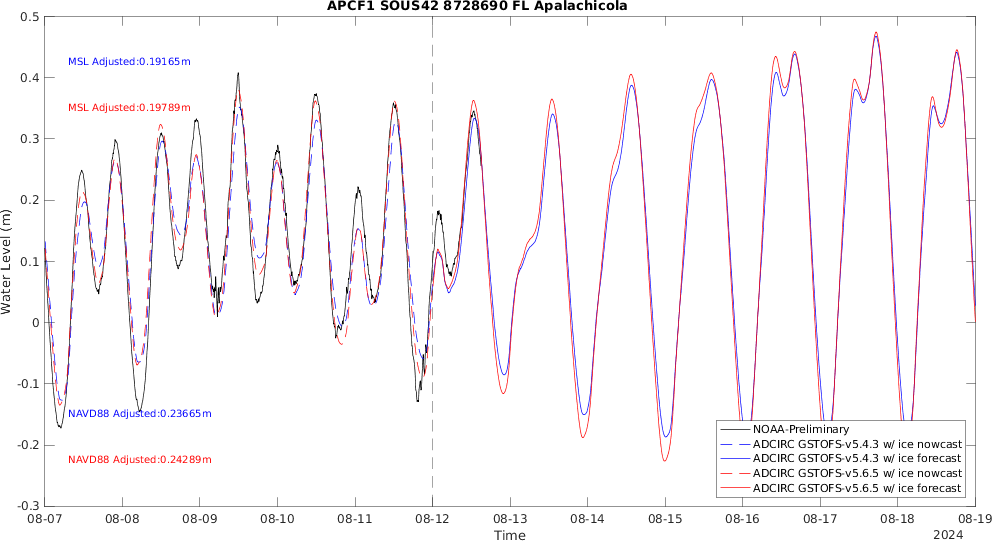 APCF1 SOUS42 8728690 FL Apalachicola
0.5
0.4
0.3
0.2
0.1
0
-0.1
-0.2
-0.3
Water Level (m)
MSL Adjusted:0.19165m
MSL Adjusted:0.19789m
NAVD88 Adjusted:0.23665m
NAVD88 Adjusted:0.24289m
NOAA-Preliminary
ADCIRC GSTOFS-v5.4.3 w/ ice nowcast
ADCIRC GSTOFS-v5.4.3 w/ ice forecast
ADCIRC GSTOFS-v5.6.5 w/ ice nowcast
ADCIRC GSTOFS-v5.6.5 w/ ice forecast
08-07 08-08 08-09 08-10 08-11 08-12 08-13 08-14 08-15 08-16 08-17 08-18 08-19
Time
2024